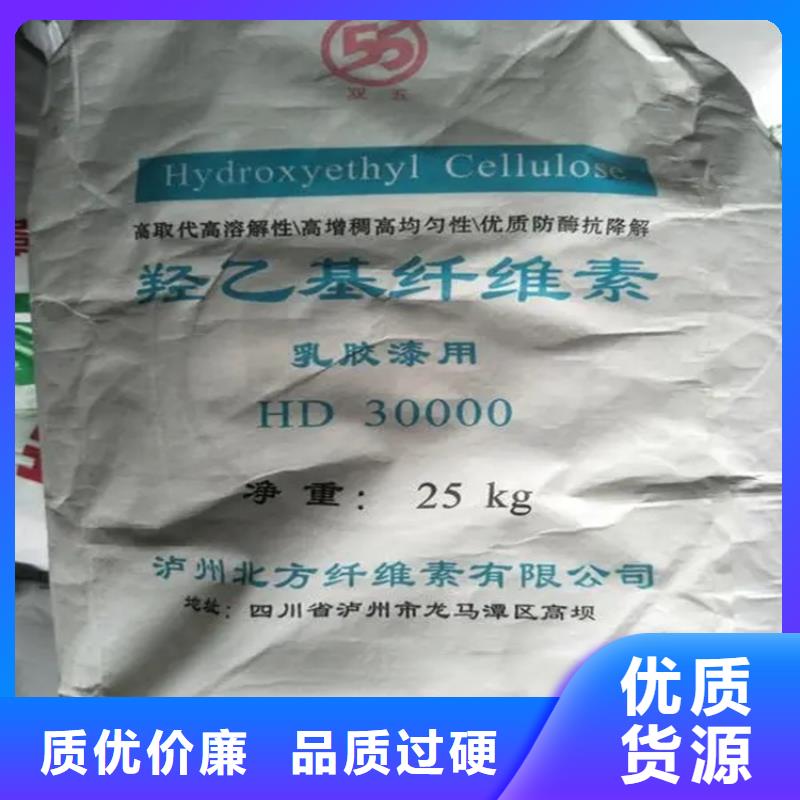 55
双五
Hydroxyethyl Cellulose
高取代高溶解性\高增稠高均匀性\优质防酶抗降解
羟乙基纤维素
乳胶漆用
HD 30000
净重: 25 kg
泸州北方纤维素有限公司
地址:四川省泸州市龙马潭区高坝
质优价廉 品质过硬
优质
货源